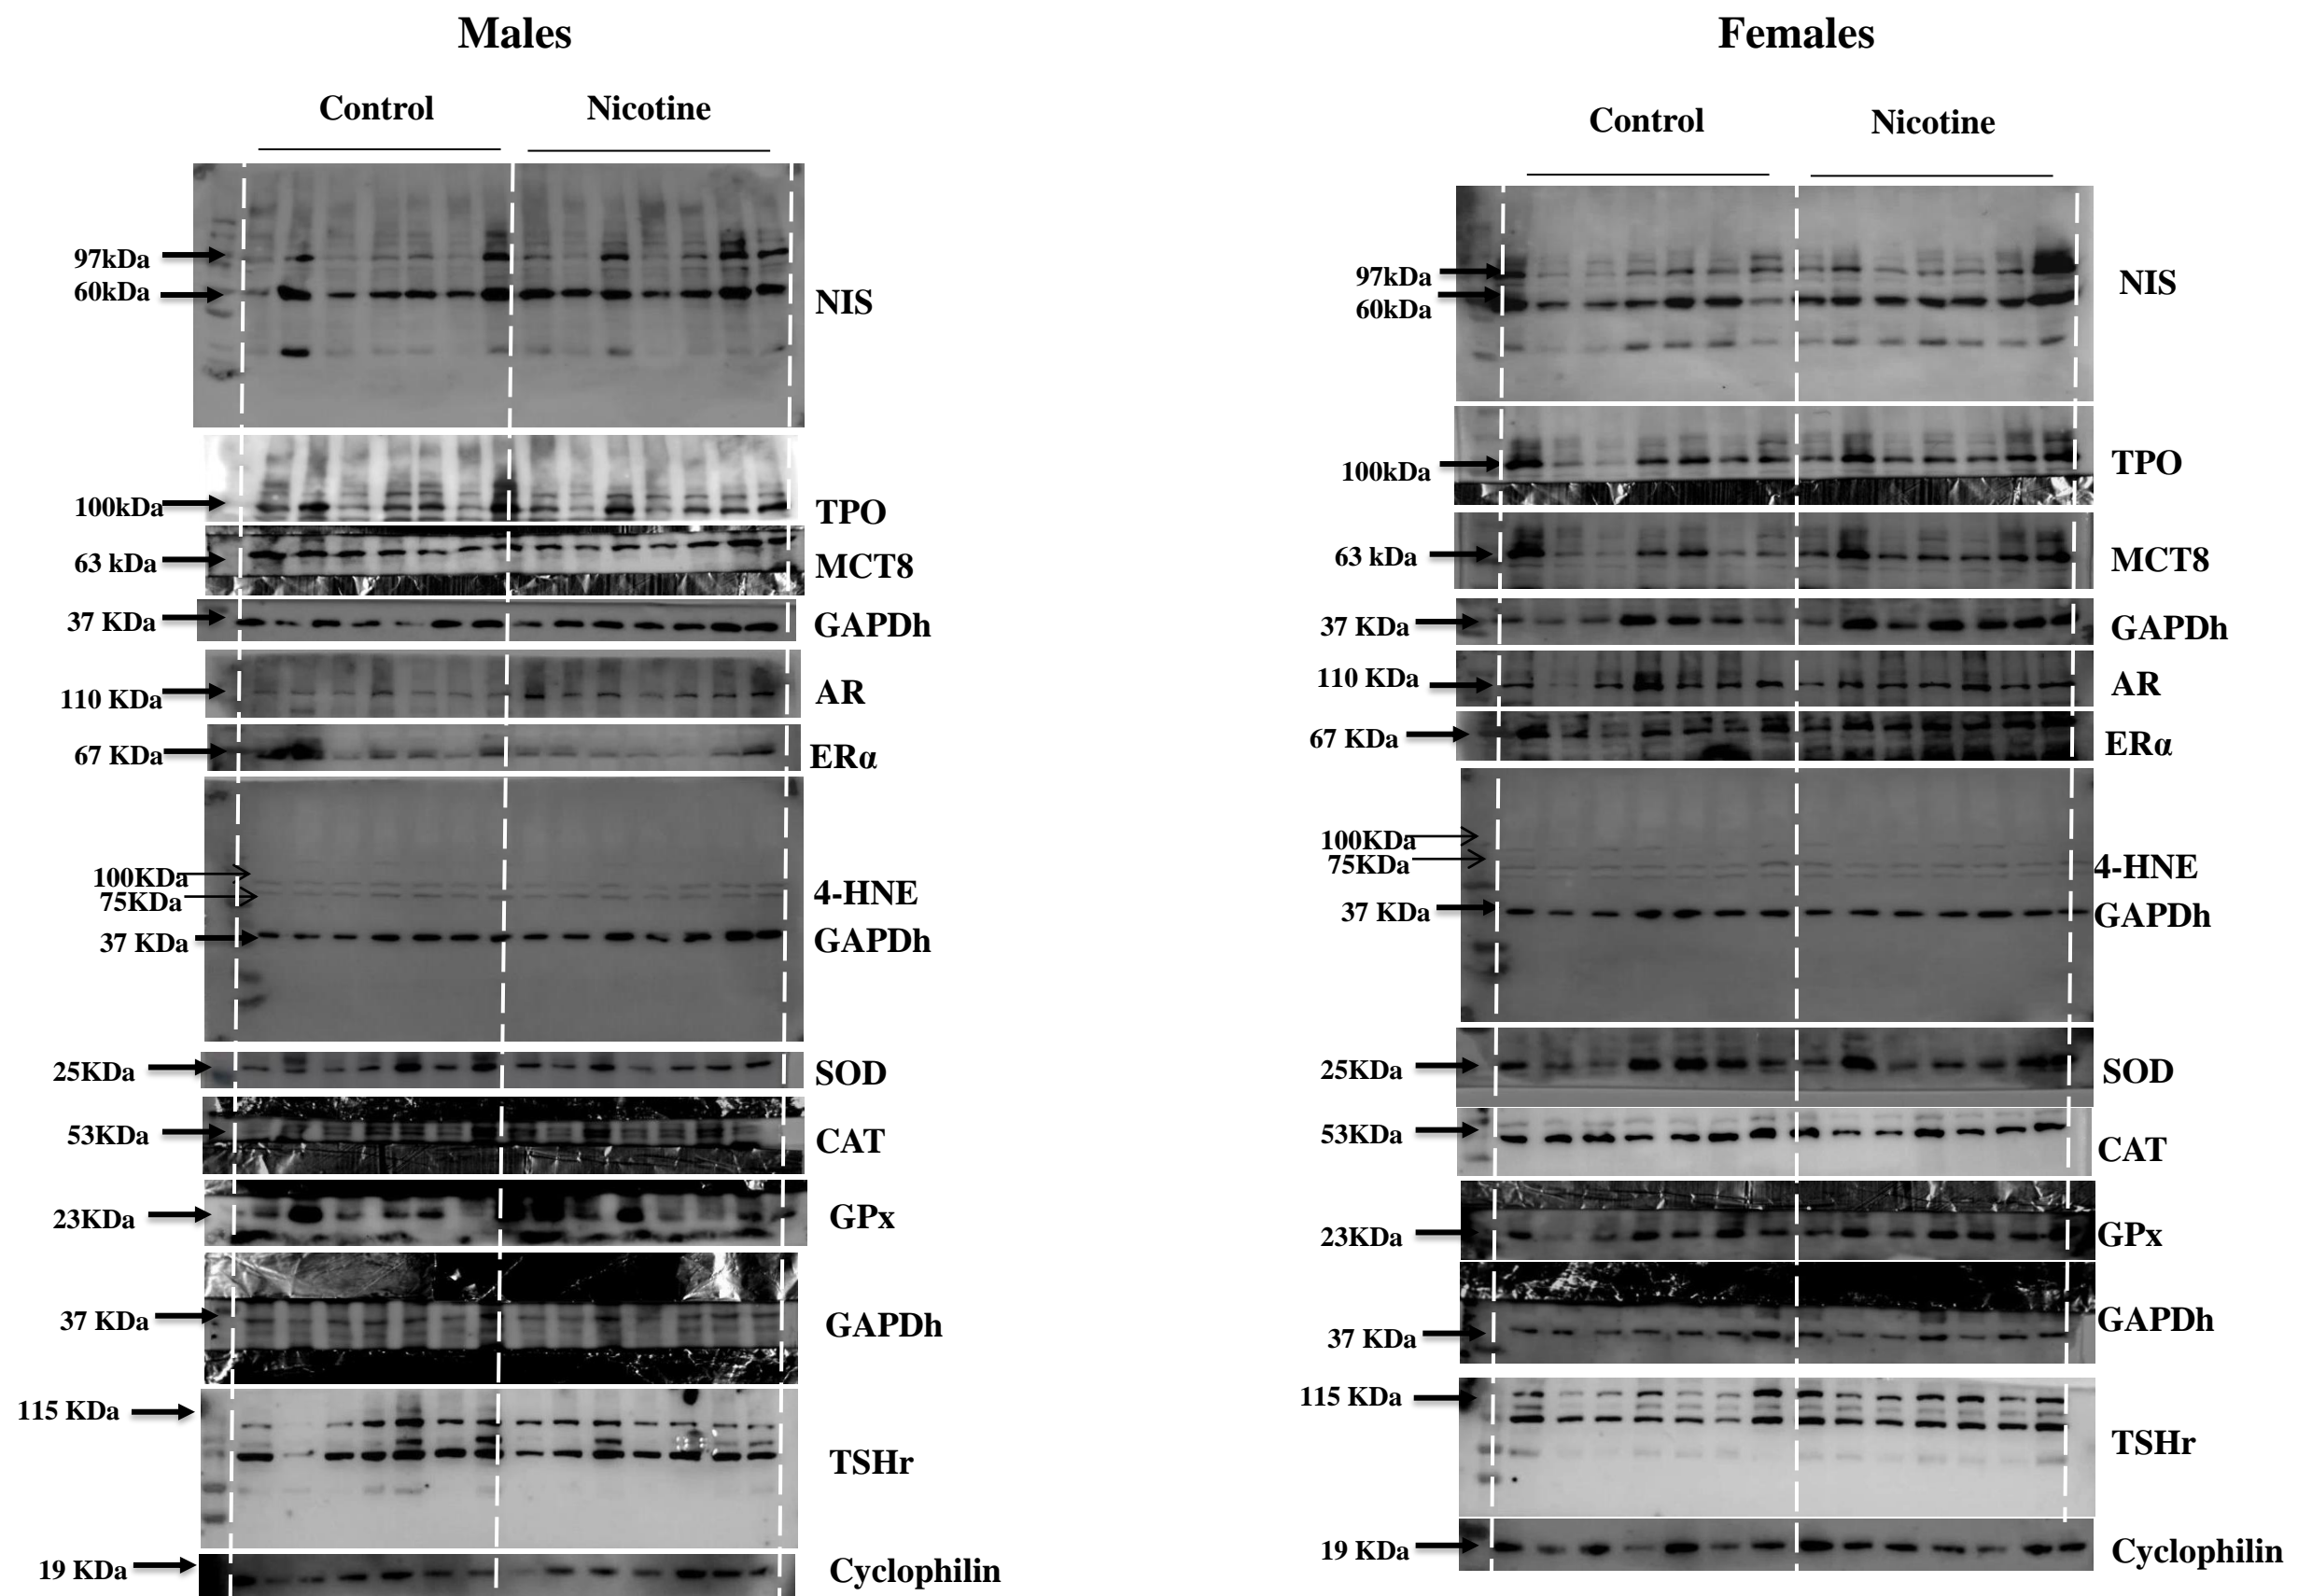 Males
Control Nicotine
97kDa
60kDa
NIS
100kDa
TPO
63 kDa
MCT8
37 KDa
GAPDh
110 KDa
AR
67 KDa
ERα
100KDa
75KDa
4-HNE
37 KDa
GAPDh
25KDa
SOD
53KDa
CAT
23KDa
GPx
37 KDa
GAPDh
115 KDa
TSHr
19 KDa
Cyclophilin
Females
Control Nicotine
97kDa
60kDa
NIS
100kDa
TPO
63 kDa
MCT8
37 KDa
GAPDh
110 KDa
AR
67 KDa
ERα
100KDa
75KDa
4-HNE
37 KDa
GAPDh
25KDa
SOD
53KDa
CAT
23KDa
GPx
GAPDh
37 KDa
115 KDa
TSHr
19 KDa
Cyclophilin